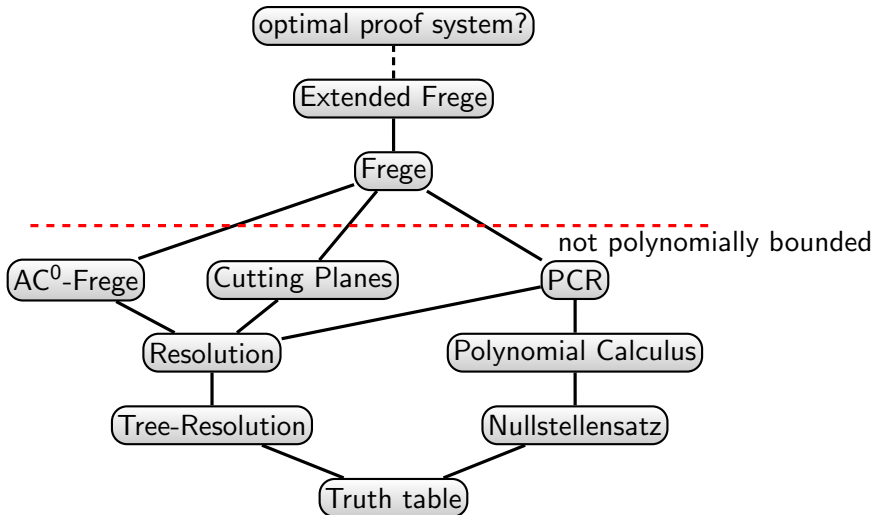 optimal proof system?
Extended Frege
Frege
not polynomially bounded
AC⁰-Frege
Cutting Planes
PCR
Resolution
Polynomial Calculus
Tree-Resolution
Nullstellensatz
Truth table